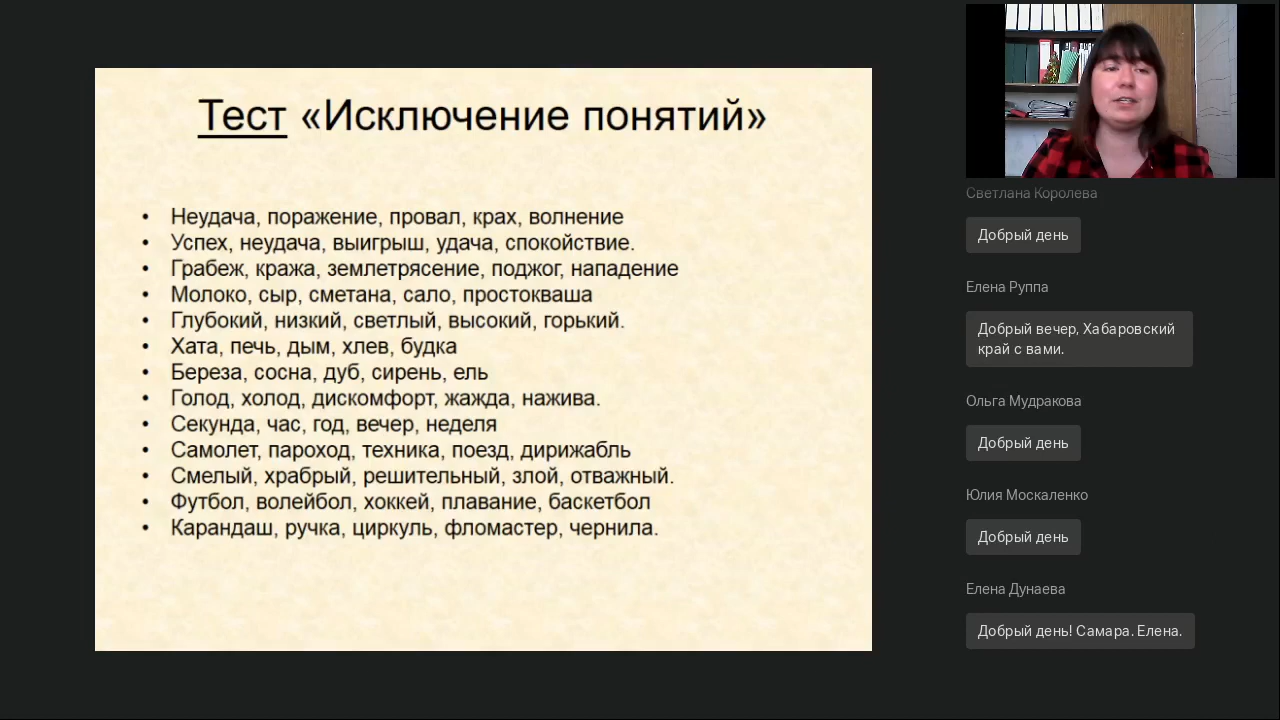 Тест «Исключение понятий»
• Неудача, поражение, провал, крах, волнение
• Успех, неудача, выигрыш, удача, спокойствие.
• Грабеж, кража, землетрясение, поджог, нападение
• Молоко, сыр, сметана, сало, простокваша
• Глубокий, низкий, светлый, высокий, горький.
• Хата, печь, дым, хлев, будка
• Береза, сосна, дуб, сирень, ель
• Голод, холод, дискомфорт, жажда, нажива.
• Секунда, час, год, вечер, неделя
• Самолет, пароход, техника, поезд, дирижабль
• Смелый, храбрый, решительный, злой, отважный.
• Футбол, волейбол, хоккей, плавание, баскетбол
• Карандаш, ручка, циркуль, фломастер, чернила.
Светлана Королева
Добрый день
Елена Руппа
Добрый вечер, Хабаровский
край с вами.
Ольга Мудракова
Добрый день
Юлия Москаленко
Добрый день
Елена Дунаева
Добрый день! Самара. Елена.